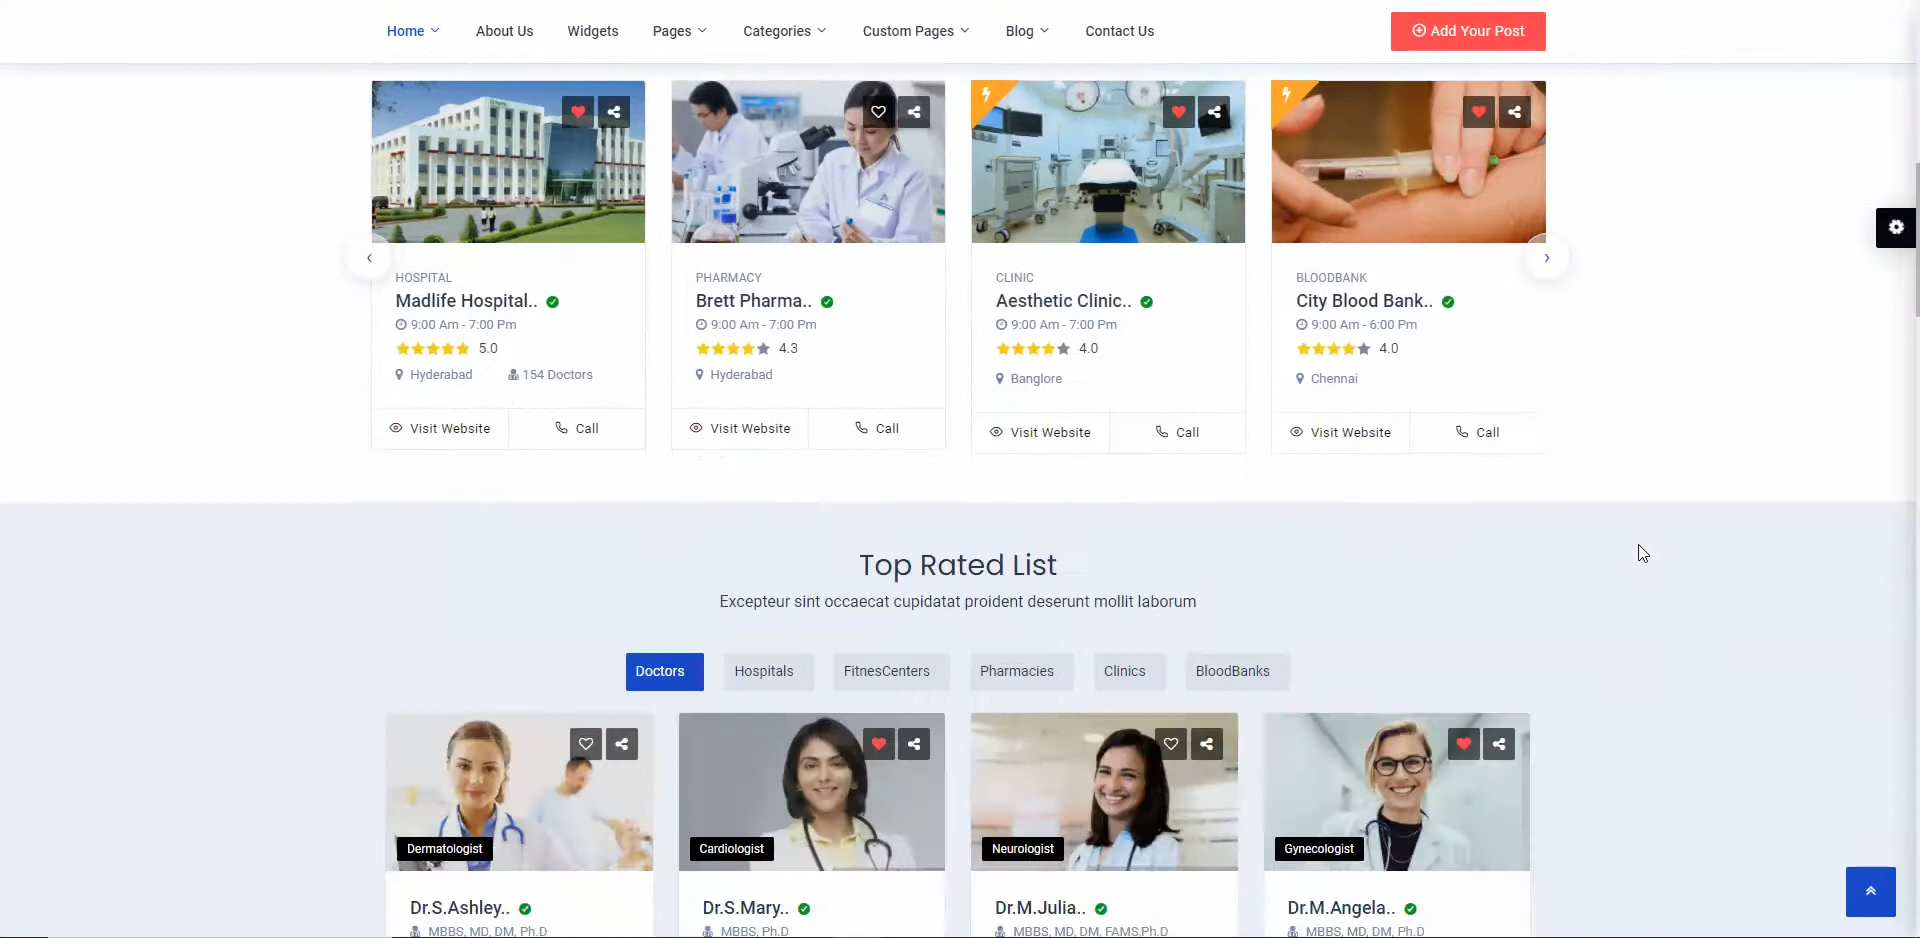 Home About Us Widgets Pages Categories Custom Pages Blog Contact Us Add Your Post
HOSPITAL PHARMACY CLINIC BLOODBANK
Madlife Hospital.. Brett Pharma.. Aesthetic Clinic.. City Blood Bank..
9:00 Am - 7:00 Pm 9:00 Am - 7:00 Pm 9:00 Am - 7:00 Pm 9:00 Am - 6:00 Pm
5.0 4.3 4.0 4.0
Hyderabad 154 Doctors Hyderabad Banglore Chennai
Visit Website Call Visit Website Call Visit Website Call Visit Website Call
Top Rated List
Excepteur sint occaecat cupidatat proident deserunt mollit laborum
Doctors Hospitals FitnesCenters Pharmacies Clinics BloodBanks
Dermatologist Cardiologist Neurologist Gynecologist
Dr.S.Ashley.. Dr.S.Mary.. Dr.M.Julia.. Dr.M.Angela..
MBBS, MD, DM, Ph.D MBBS, Ph.D MBBS, MD, DM, FAMS,Ph.D MBBS, MD, DM, Ph.D